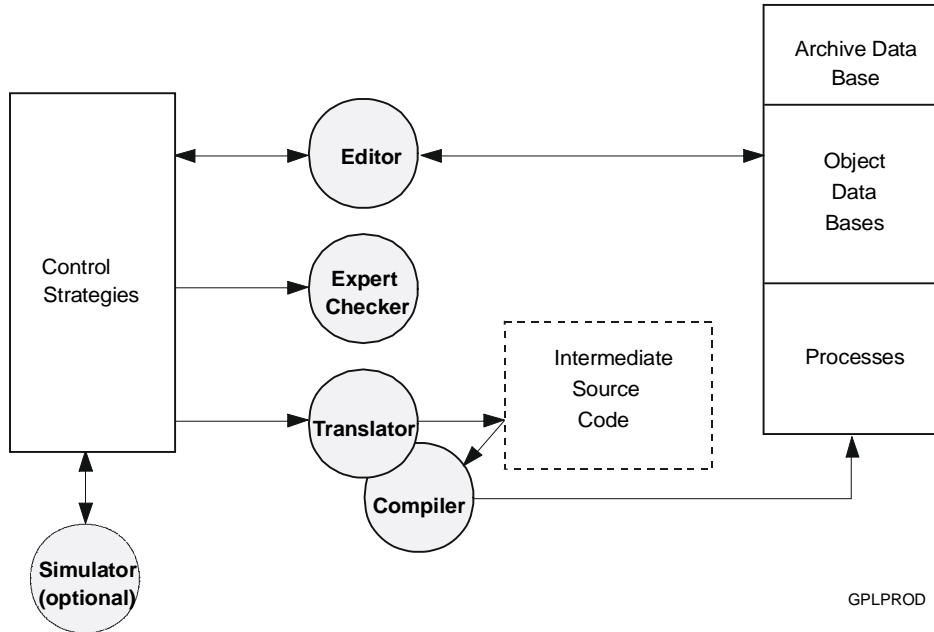 Archive Data
Base
Editor
Object
Data
Bases
Control
Strategies
Expert
Checker
Intermediate
Source
Code
Processes
Translator
Compiler
Simulator
(optional)
GPLPROD